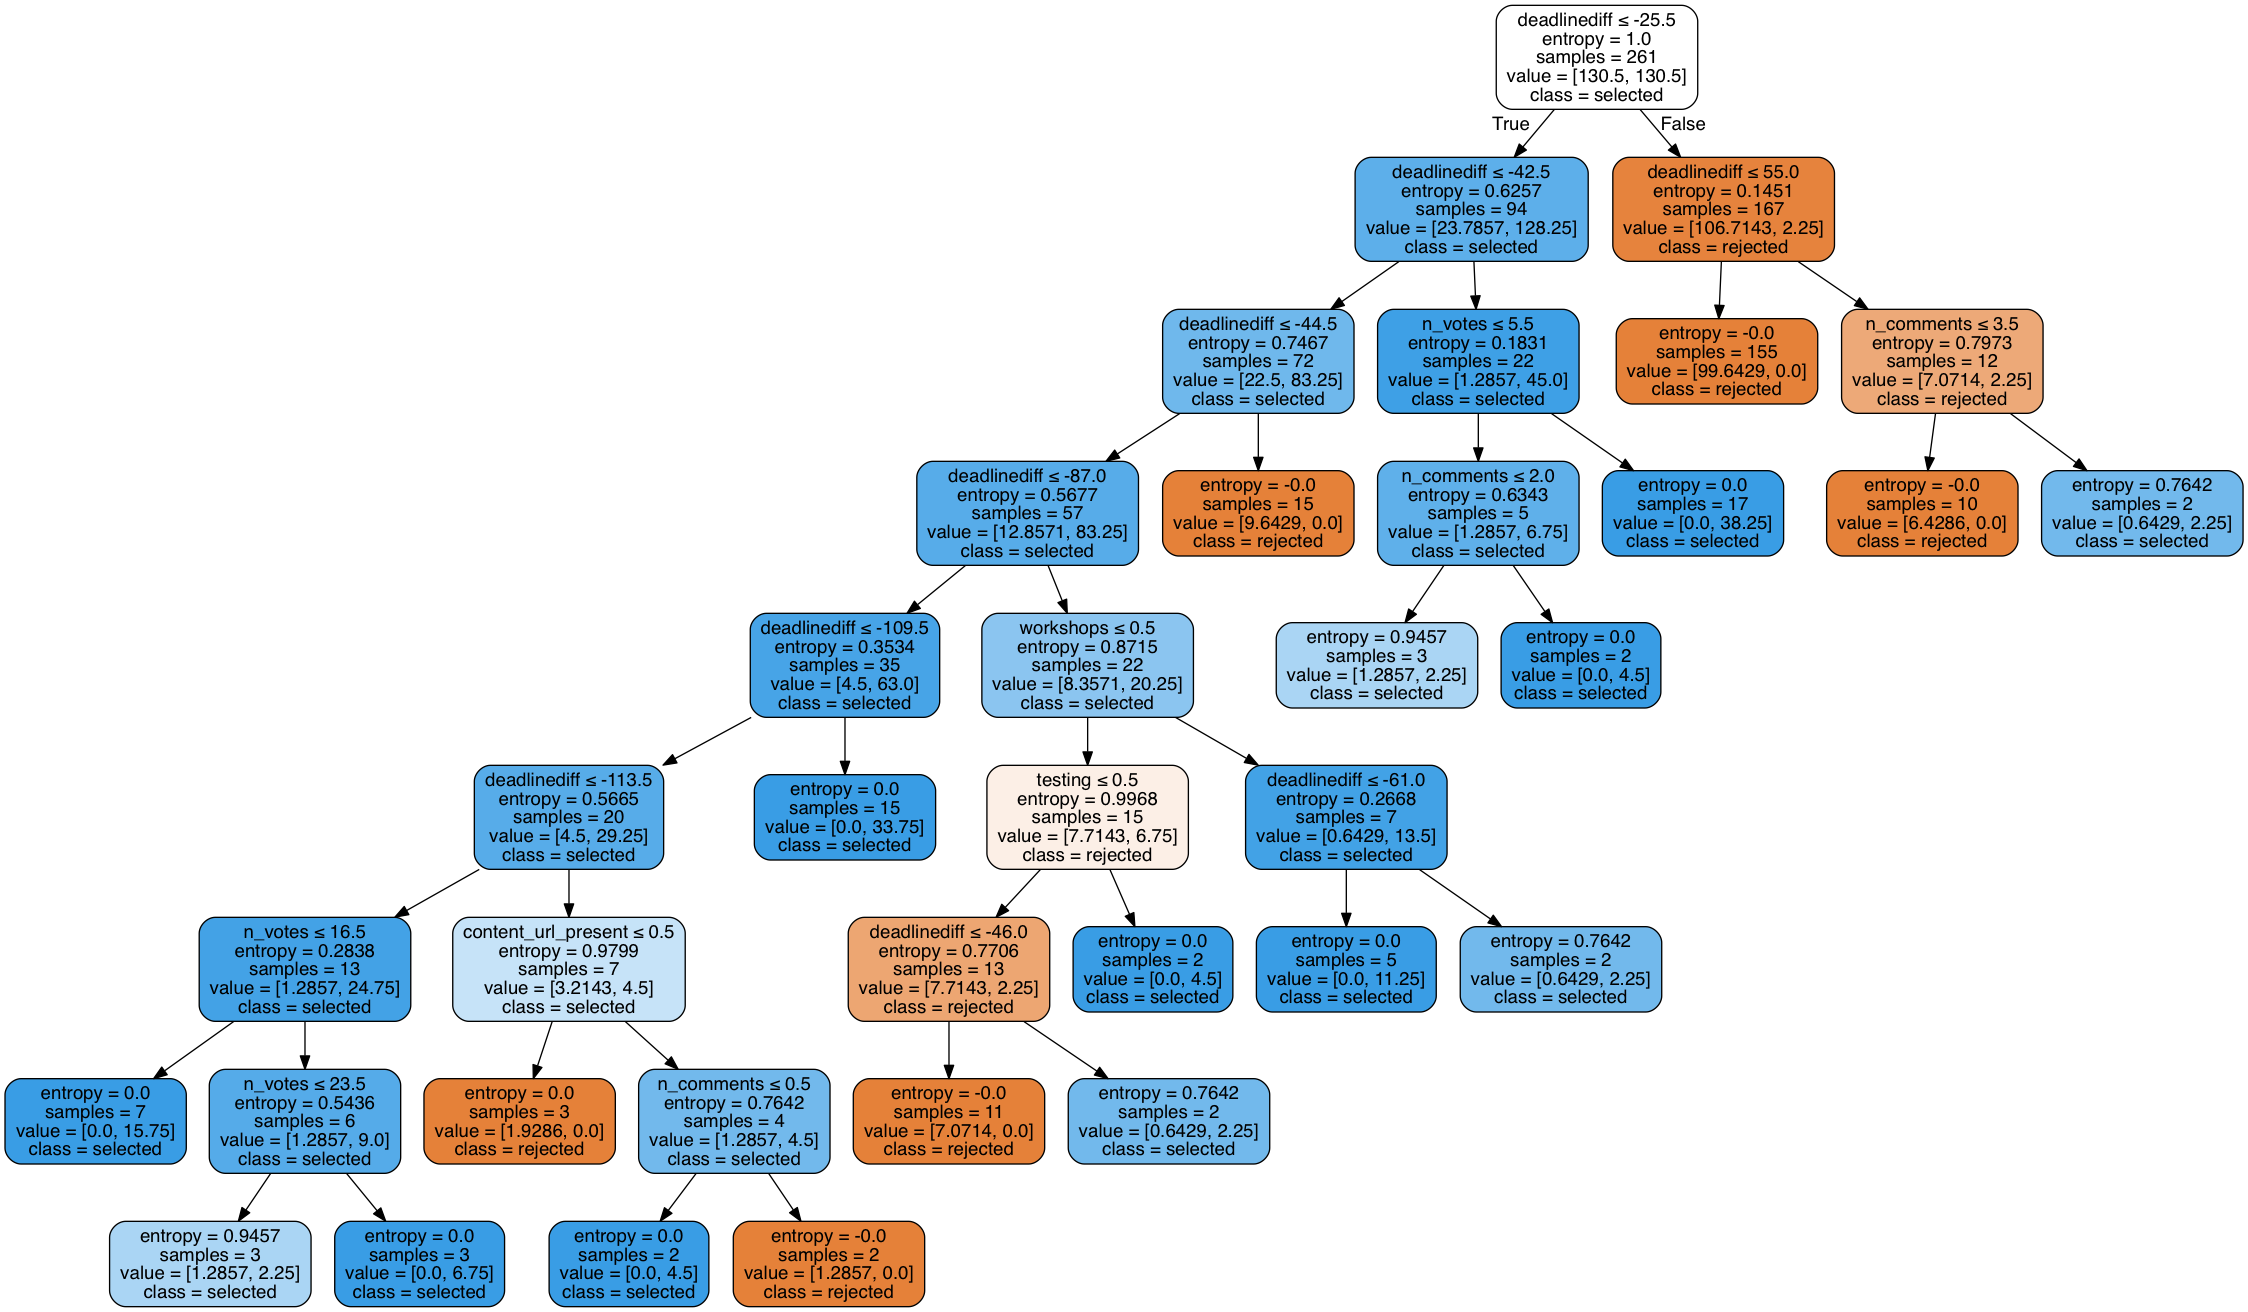 deadlinediff ≤ -25.5
entropy = 1.0
samples = 261
value = [130.5, 130.5]
class = selected
True
False
deadlinediff ≤ -42.5
entropy = 0.6257
samples = 94
value = [23.7857, 128.25]
class = selected
deadlinediff ≤ 55.0
entropy = 0.1451
samples = 167
value = [106.7143, 2.25]
class = rejected
deadlinediff ≤ -44.5
entropy = 0.7467
samples = 72
value = [22.5, 83.25]
class = selected
n_votes ≤ 5.5
entropy = 0.1831
samples = 22
value = [1.2857, 45.0]
class = selected
entropy = -0.0
samples = 155
value = [99.6429, 0.0]
class = rejected
n_comments ≤ 3.5
entropy = 0.7973
samples = 12
value = [7.0714, 2.25]
class = rejected
deadlinediff ≤ -87.0
entropy = 0.5677
samples = 57
value = [12.8571, 83.25]
class = selected
entropy = -0.0
samples = 15
value = [9.6429, 0.0]
class = rejected
n_comments ≤ 2.0
entropy = 0.6343
samples = 5
value = [1.2857, 6.75]
class = selected
entropy = 0.0
samples = 17
value = [0.0, 38.25]
class = selected
entropy = -0.0
samples = 10
value = [6.4286, 0.0]
class = rejected
entropy = 0.7642
samples = 2
value = [0.6429, 2.25]
class = selected
deadlinediff ≤ -109.5
entropy = 0.3534
samples = 35
value = [4.5, 63.0]
class = selected
workshops ≤ 0.5
entropy = 0.8715
samples = 22
value = [8.3571, 20.25]
class = selected
entropy = 0.9457
samples = 3
value = [1.2857, 2.25]
class = selected
entropy = 0.0
samples = 2
value = [0.0, 4.5]
class = selected
deadlinediff ≤ -113.5
entropy = 0.5665
samples = 20
value = [4.5, 29.25]
class = selected
entropy = 0.0
samples = 15
value = [0.0, 33.75]
class = selected
testing ≤ 0.5
entropy = 0.9968
samples = 15
value = [7.7143, 6.75]
class = rejected
deadlinediff ≤ -61.0
entropy = 0.2668
samples = 7
value = [0.6429, 13.5]
class = selected
n_votes ≤ 16.5
entropy = 0.2838
samples = 13
value = [1.2857, 24.75]
class = selected
content_url_present ≤ 0.5
entropy = 0.9799
samples = 7
value = [3.2143, 4.5]
class = selected
deadlinediff ≤ -46.0
entropy = 0.7706
samples = 13
value = [7.7143, 2.25]
class = rejected
entropy = 0.0
samples = 2
value = [0.0, 4.5]
class = selected
entropy = 0.0
samples = 5
value = [0.0, 11.25]
class = selected
entropy = 0.7642
samples = 2
value = [0.6429, 2.25]
class = selected
entropy = 0.0
samples = 7
value = [0.0, 15.75]
class = selected
n_votes ≤ 23.5
entropy = 0.5436
samples = 6
value = [1.2857, 9.0]
class = selected
entropy = 0.0
samples = 3
value = [1.9286, 0.0]
class = rejected
n_comments ≤ 0.5
entropy = 0.7642
samples = 4
value = [1.2857, 4.5]
class = selected
entropy = -0.0
samples = 11
value = [7.0714, 0.0]
class = rejected
entropy = 0.7642
samples = 2
value = [0.6429, 2.25]
class = selected
entropy = 0.9457
samples = 3
value = [1.2857, 2.25]
class = selected
entropy = 0.0
samples = 3
value = [0.0, 6.75]
class = selected
entropy = 0.0
samples = 2
value = [0.0, 4.5]
class = selected
entropy = -0.0
samples = 2
value = [1.2857, 0.0]
class = rejected